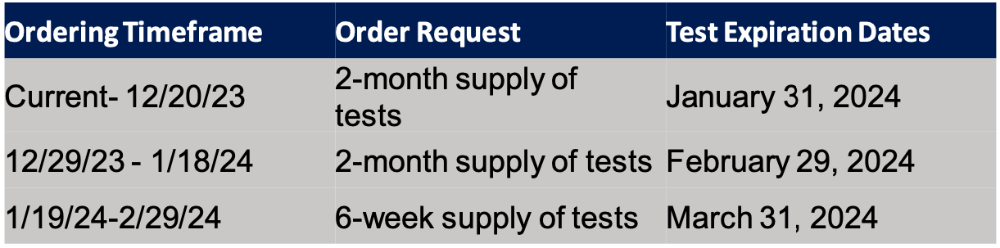 Ordering Timeframe Order Request Test Expiration Dates
Current- 12/20/23 2-month supply of
tests January 31, 2024
12/29/23 - 1/18/24 2-month supply of tests February 29, 2024
1/19/24-2/29/24 6-week supply of tests March 31, 2024